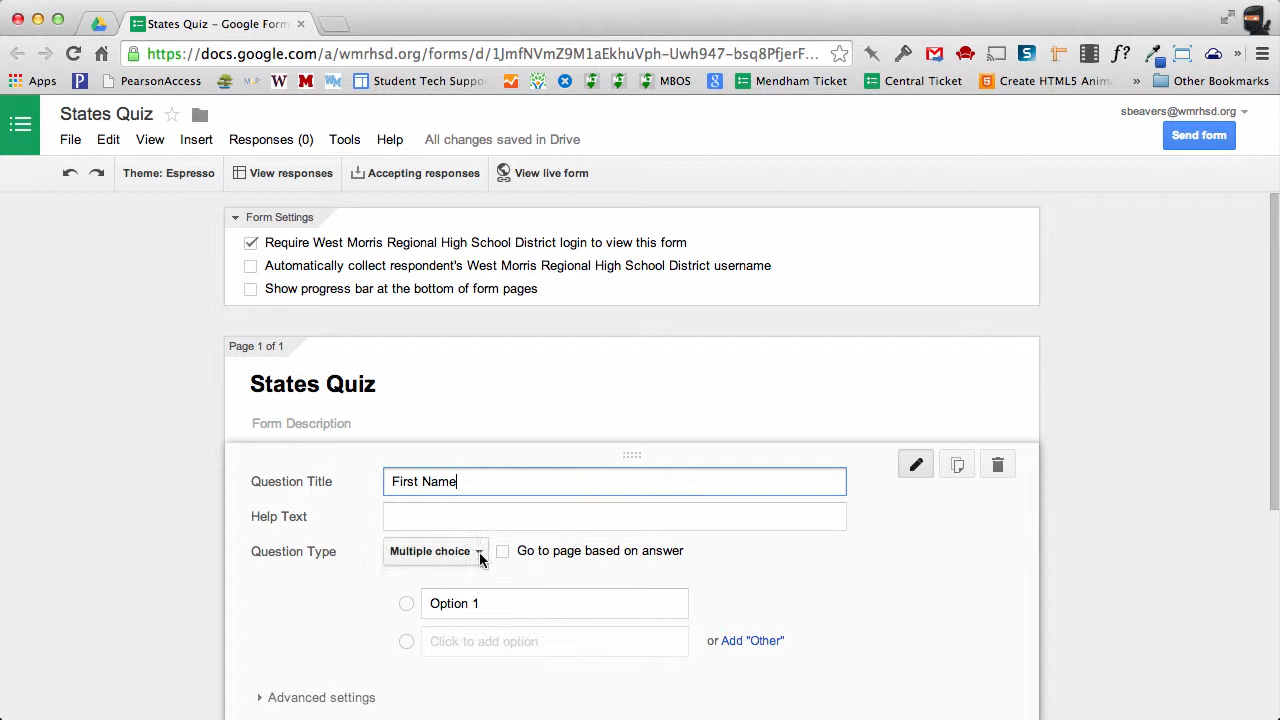 States Quiz – Google Form
https://docs.google.com/a/wmrhsd.org/forms/d/1JmfNVmZ9M1aEkhuVph-Uwh947-bsq8PfjerF...
Apps PearsonAccess Student Tech Support MBOS Mendham Ticket Central Ticket Create HTML5 Anima » Other Bookmarks
States Quiz
sbeavers@wmrhsd.org
File Edit View Insert Responses (0) Tools Help All changes saved in Drive
Send form
Theme: Espresso View responses Accepting responses View live form
Form Settings
Require West Morris Regional High School District login to view this form
Automatically collect respondent's West Morris Regional High School District username
Show progress bar at the bottom of form pages
Page 1 of 1
States Quiz
Form Description
Question Title First Name
Help Text
Question Type Multiple choice Go to page based on answer
Option 1
Click to add option or Add "Other"
Advanced settings